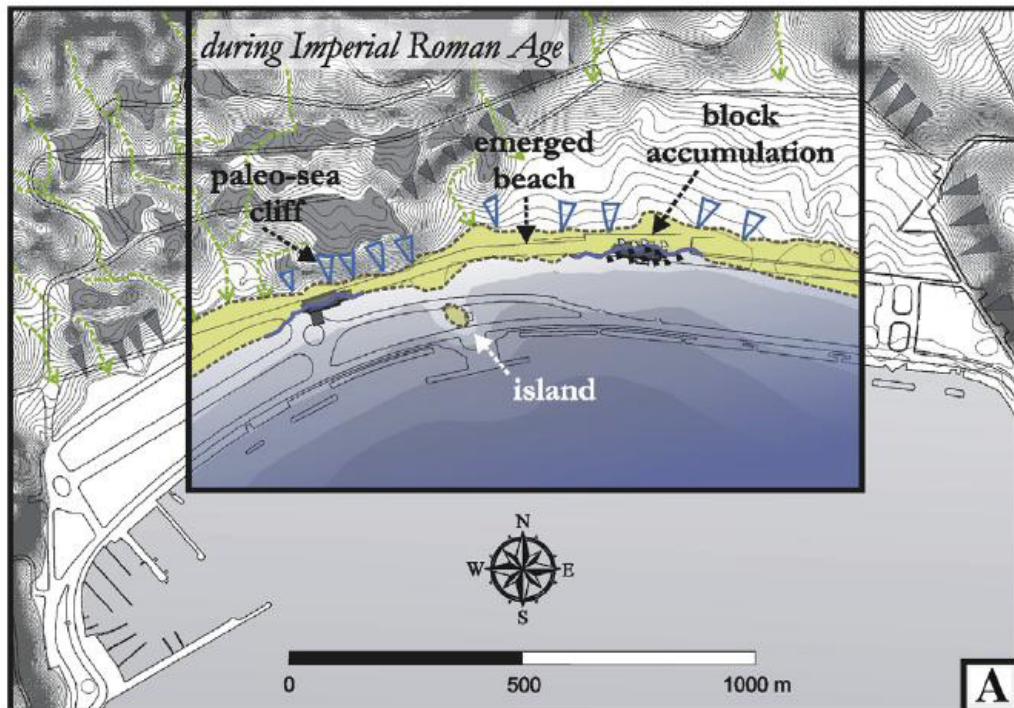 during Imperial Roman Age
block
accumulation
emerged
beach
paleo-sea
cliff
island
N
W E
S
0 500 1000 m
A